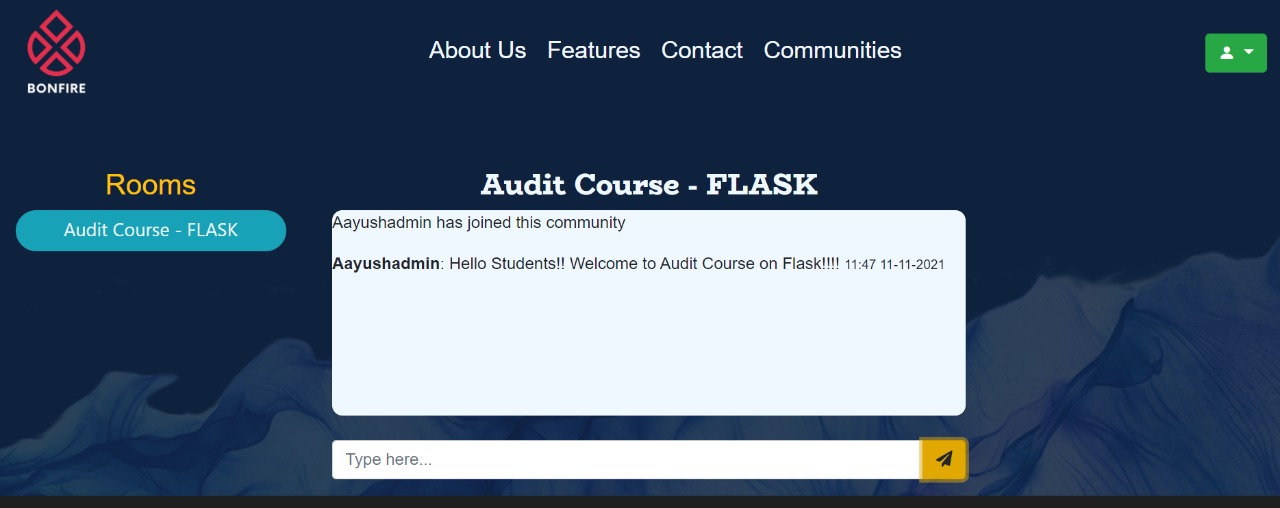 BONFIRE
About Us Features Contact Communities
Rooms
Audit Course - FLASK
Audit Course - FLASK
Aayushadmin has joined this community
Aayushadmin: Hello Students!! Welcome to Audit Course on Flask!!!! 11:47 11-11-2021
Type here...